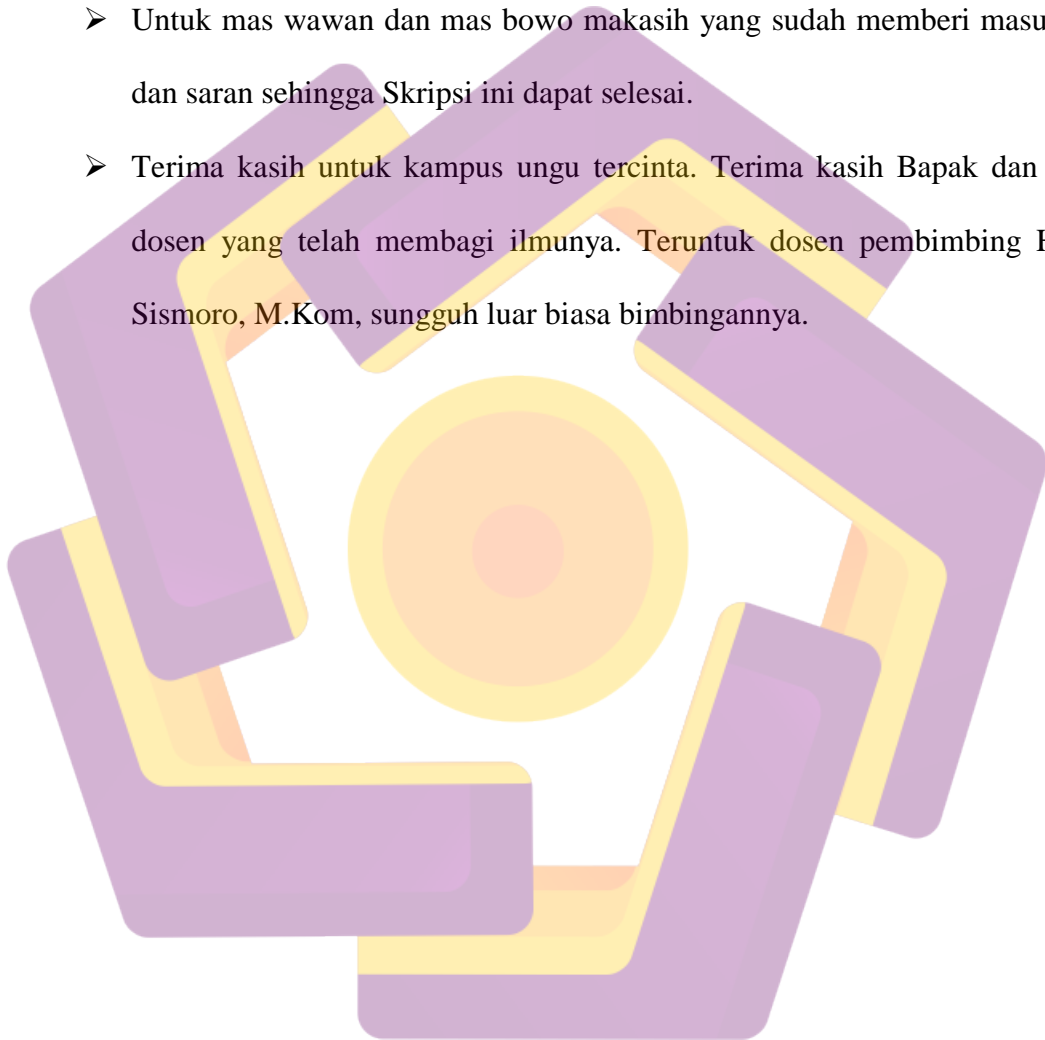 ➢ Untuk mas wawan dan mas bowo makasih yang sudah memberi masu
dan saran sehingga Skripsi ini dapat selesai.
➢ Terima kasih untuk kampus ungu tercinta. Terima kasih Bapak dan
dosen yang telah membagi ilmunya. Teruntuk dosen pembimbing
Sismoro, M.Kom, sungguh luar biasa bimbingannya.